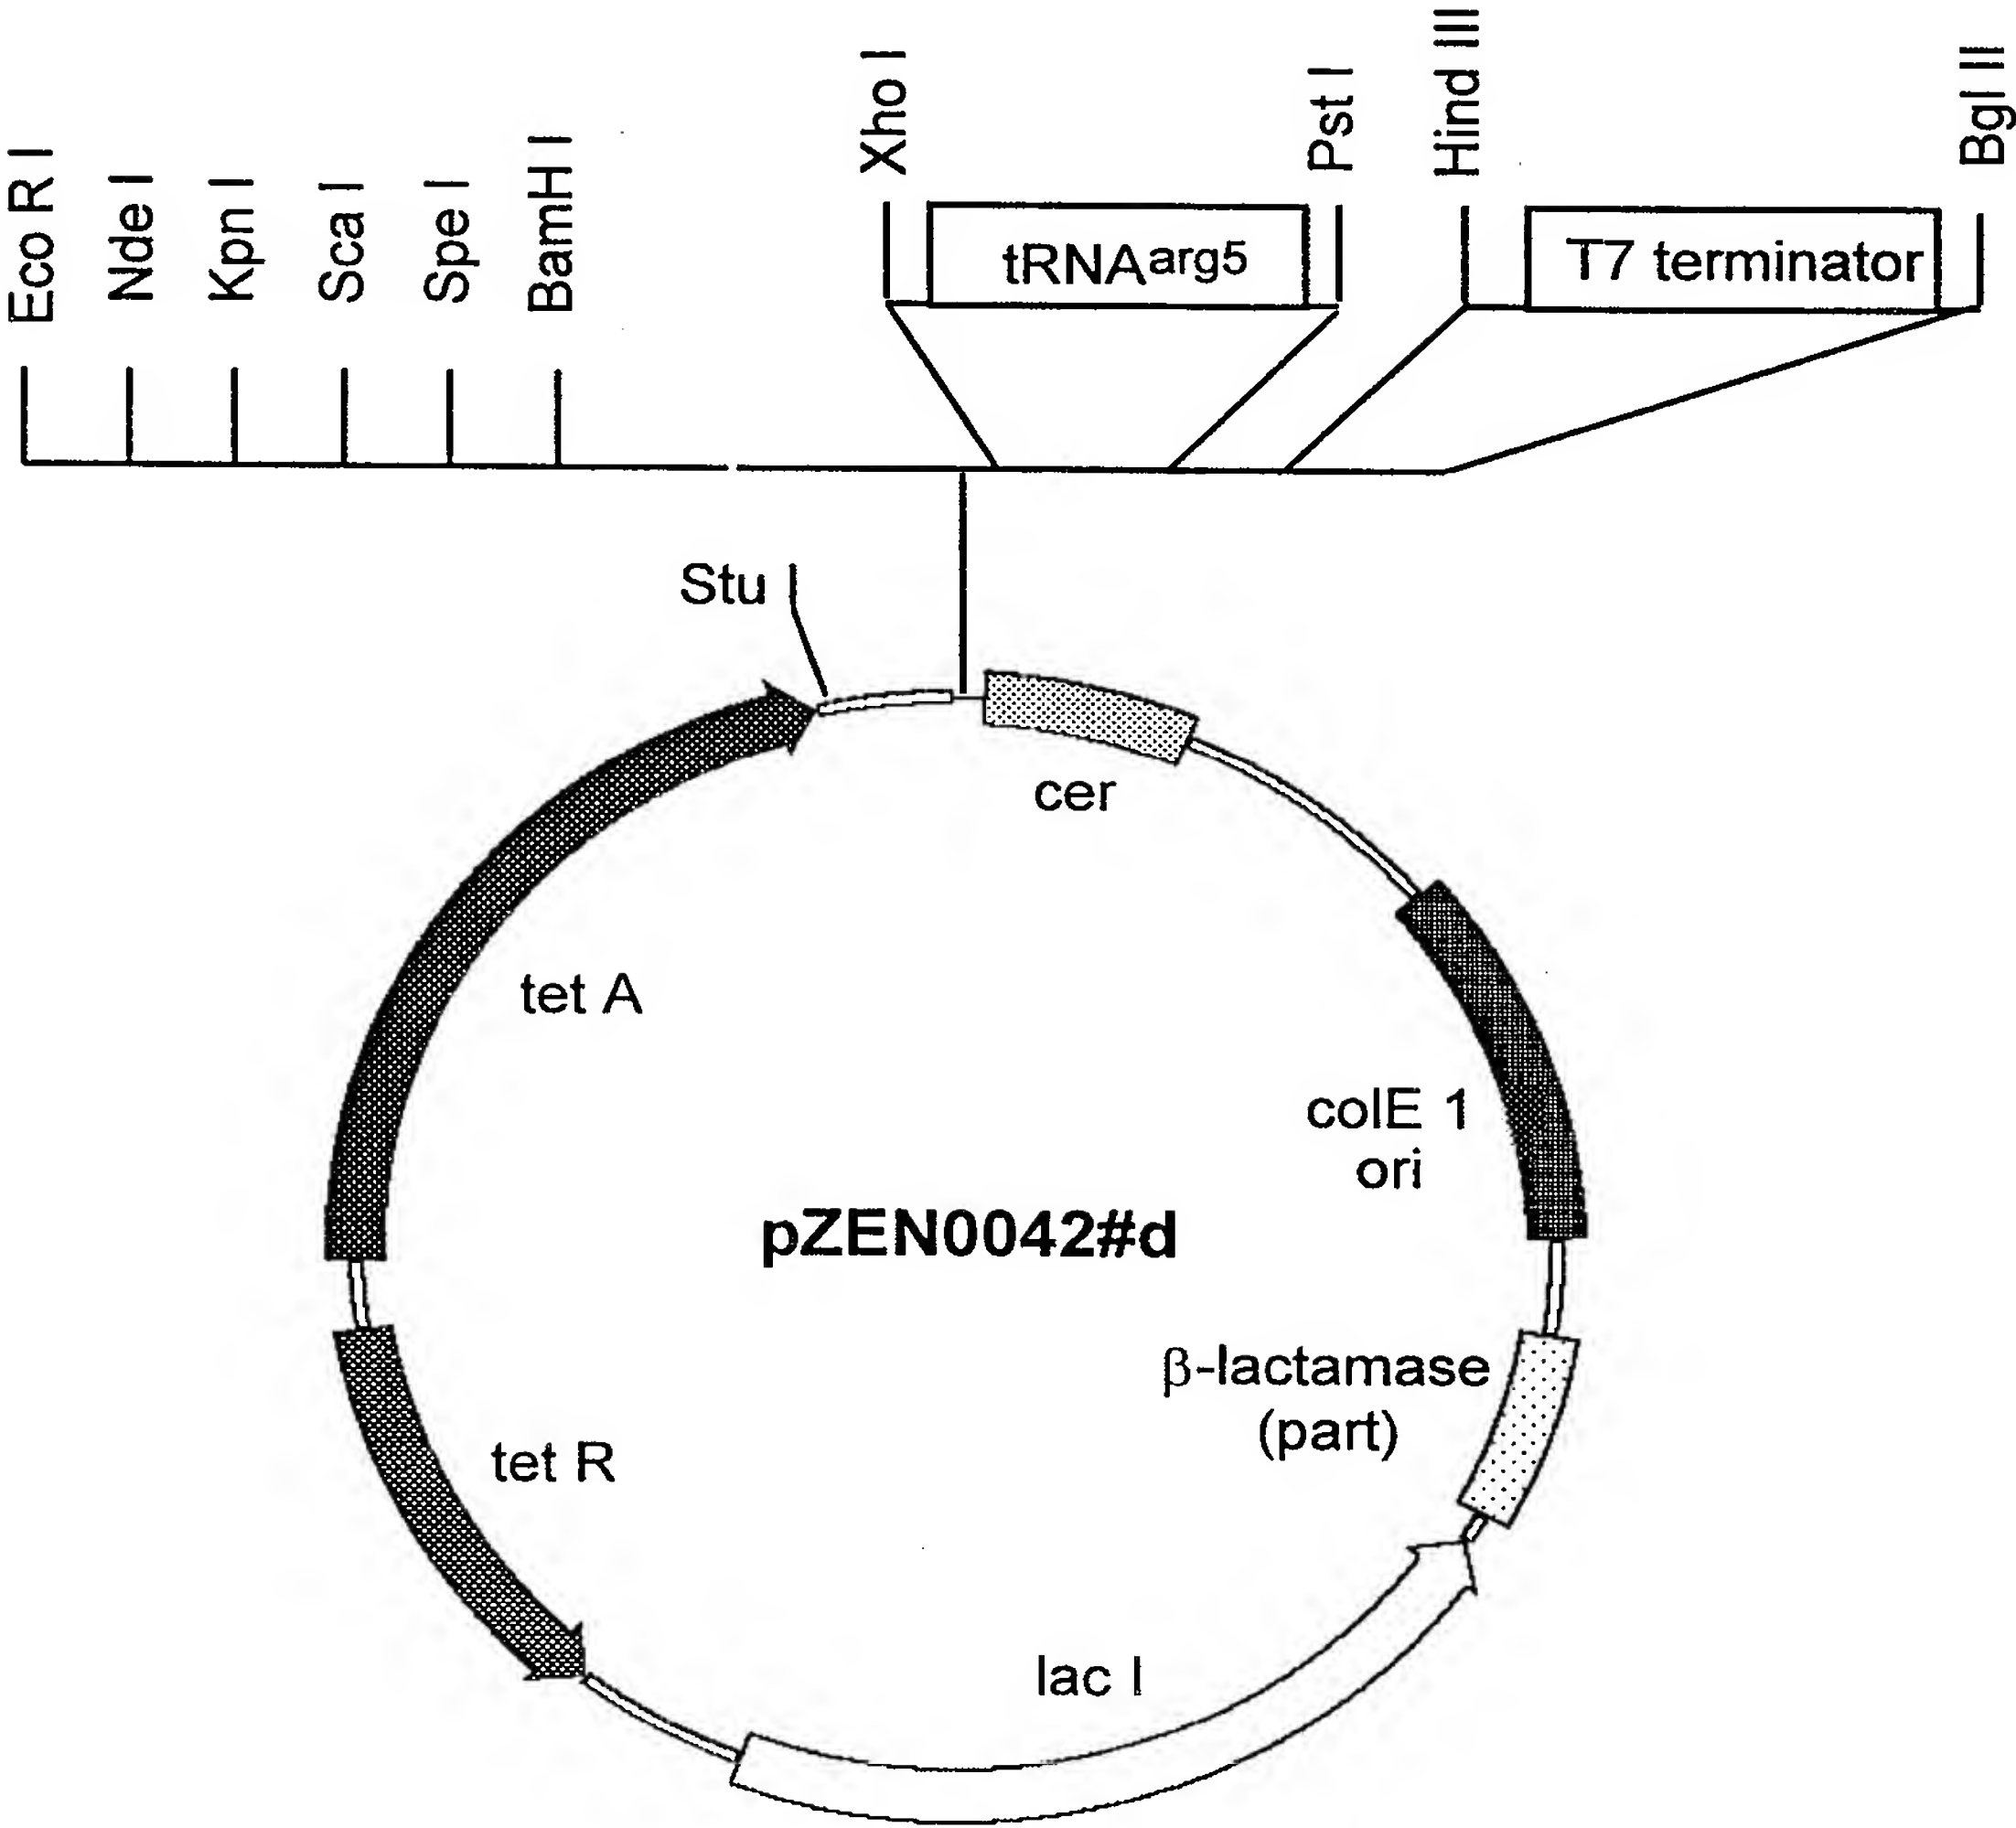 Eco R I
Nde I
Kpn I
Sca I
Spe I
BamH I
Xho I
Pst I
Hind III
Bgl II
tRNAarg5
T7 terminator
Stu I
cer
tet A
colE 1
ori
pZEN0042#d
β-lactamase
(part)
tet R
lac I